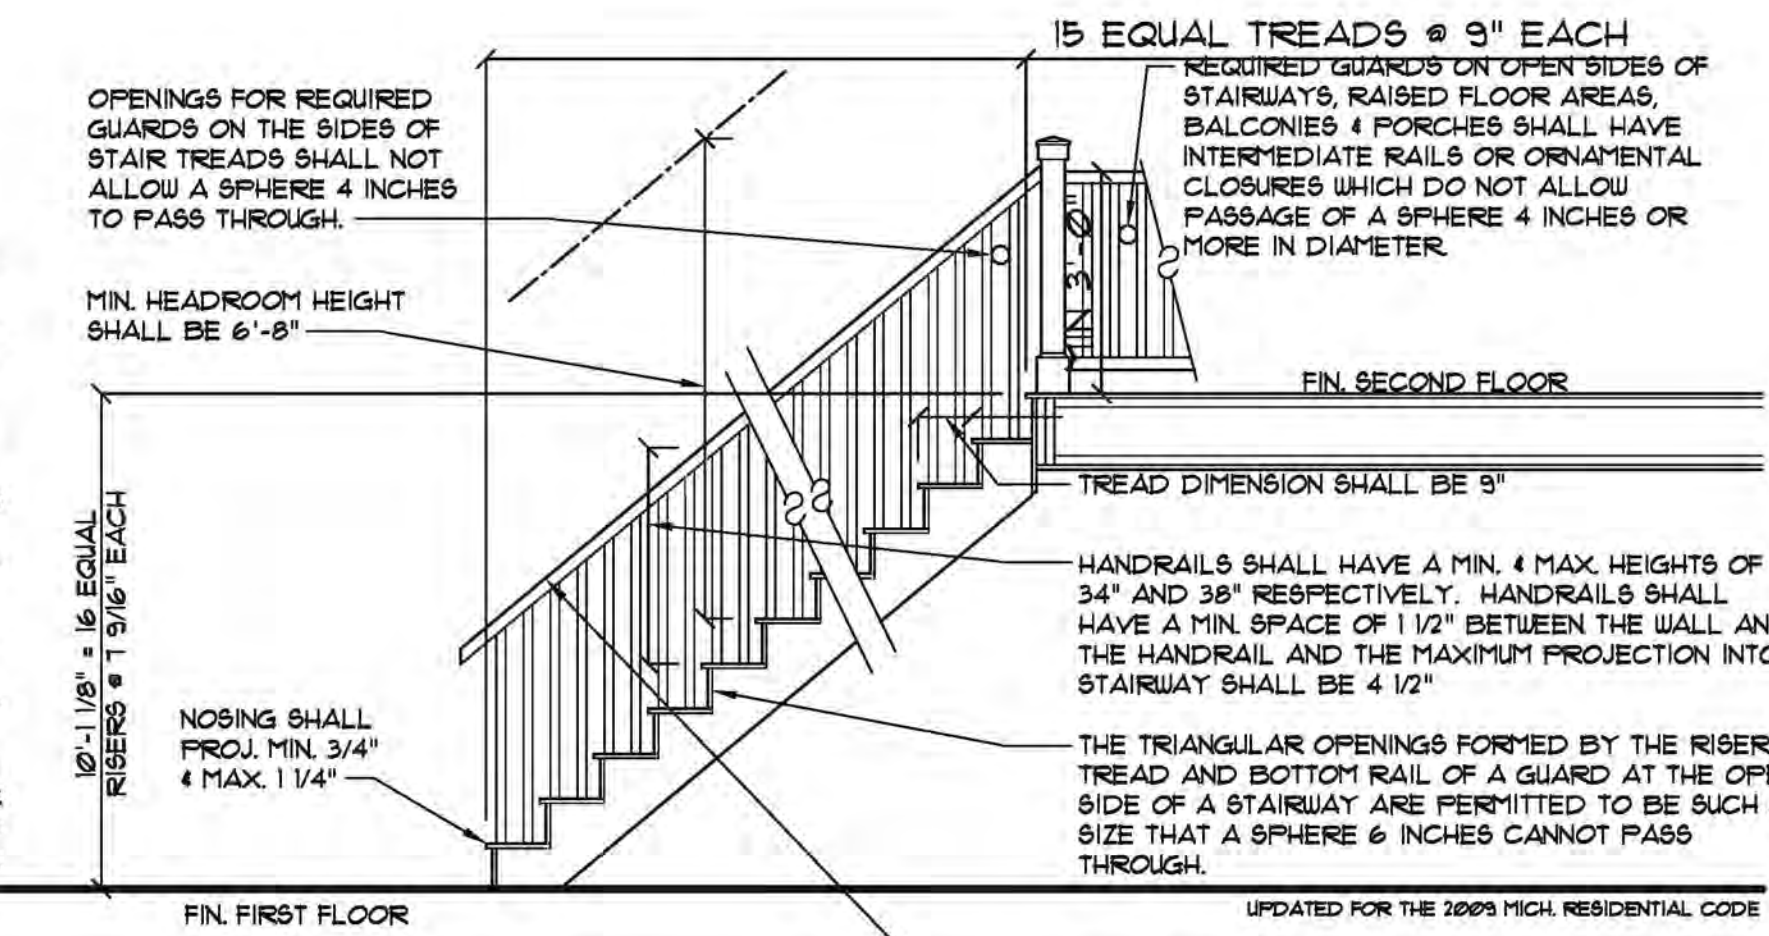 15 EQUAL TREADS @ 9" EACH
OPENINGS FOR REQUIRED
GUARDS ON THE SIDES OF
STAIR TREADS SHALL NOT
ALLOW A SPHERE 4 INCHES
TO PASS THROUGH.
REQUIRED GUARDS ON OPEN SIDES OF
STAIRWAYS, RAISED FLOOR AREAS,
BALCONIES & PORCHES SHALL HAVE
INTERMEDIATE RAILS OR ORNAMENTAL
CLOSURES WHICH DO NOT ALLOW
PASSAGE OF A SPHERE 4 INCHES OR
MORE IN DIAMETER
MIN. HEADROOM HEIGHT
SHALL BE 6'-8"
MIN 3'-0"
FIN. SECOND FLOOR
TREAD DIMENSION SHALL BE 9"
10'-1 1/8" = 16 EQUAL
RISERS @ 7 9/16" EACH
HANDRAILS SHALL HAVE A MIN. & MAX. HEIGHTS OF
34" AND 38" RESPECTIVELY. HANDRAILS SHALL
HAVE A MIN. SPACE OF 1 1/2" BETWEEN THE WALL AN
THE HANDRAIL AND THE MAXIMUM PROJECTION INTO
STAIRWAY SHALL BE 4 1/2"
NOSING SHALL
PROJ. MIN. 3/4"
& MAX. 1 1/4"
THE TRIANGULAR OPENINGS FORMED BY THE RISER
TREAD AND BOTTOM RAIL OF A GUARD AT THE OPE
SIDE OF A STAIRWAY ARE PERMITTED TO BE SUCH
SIZE THAT A SPHERE 6 INCHES CANNOT PASS
THROUGH.
FIN. FIRST FLOOR
UPDATED FOR THE 2009 MICH. RESIDENTIAL CODE